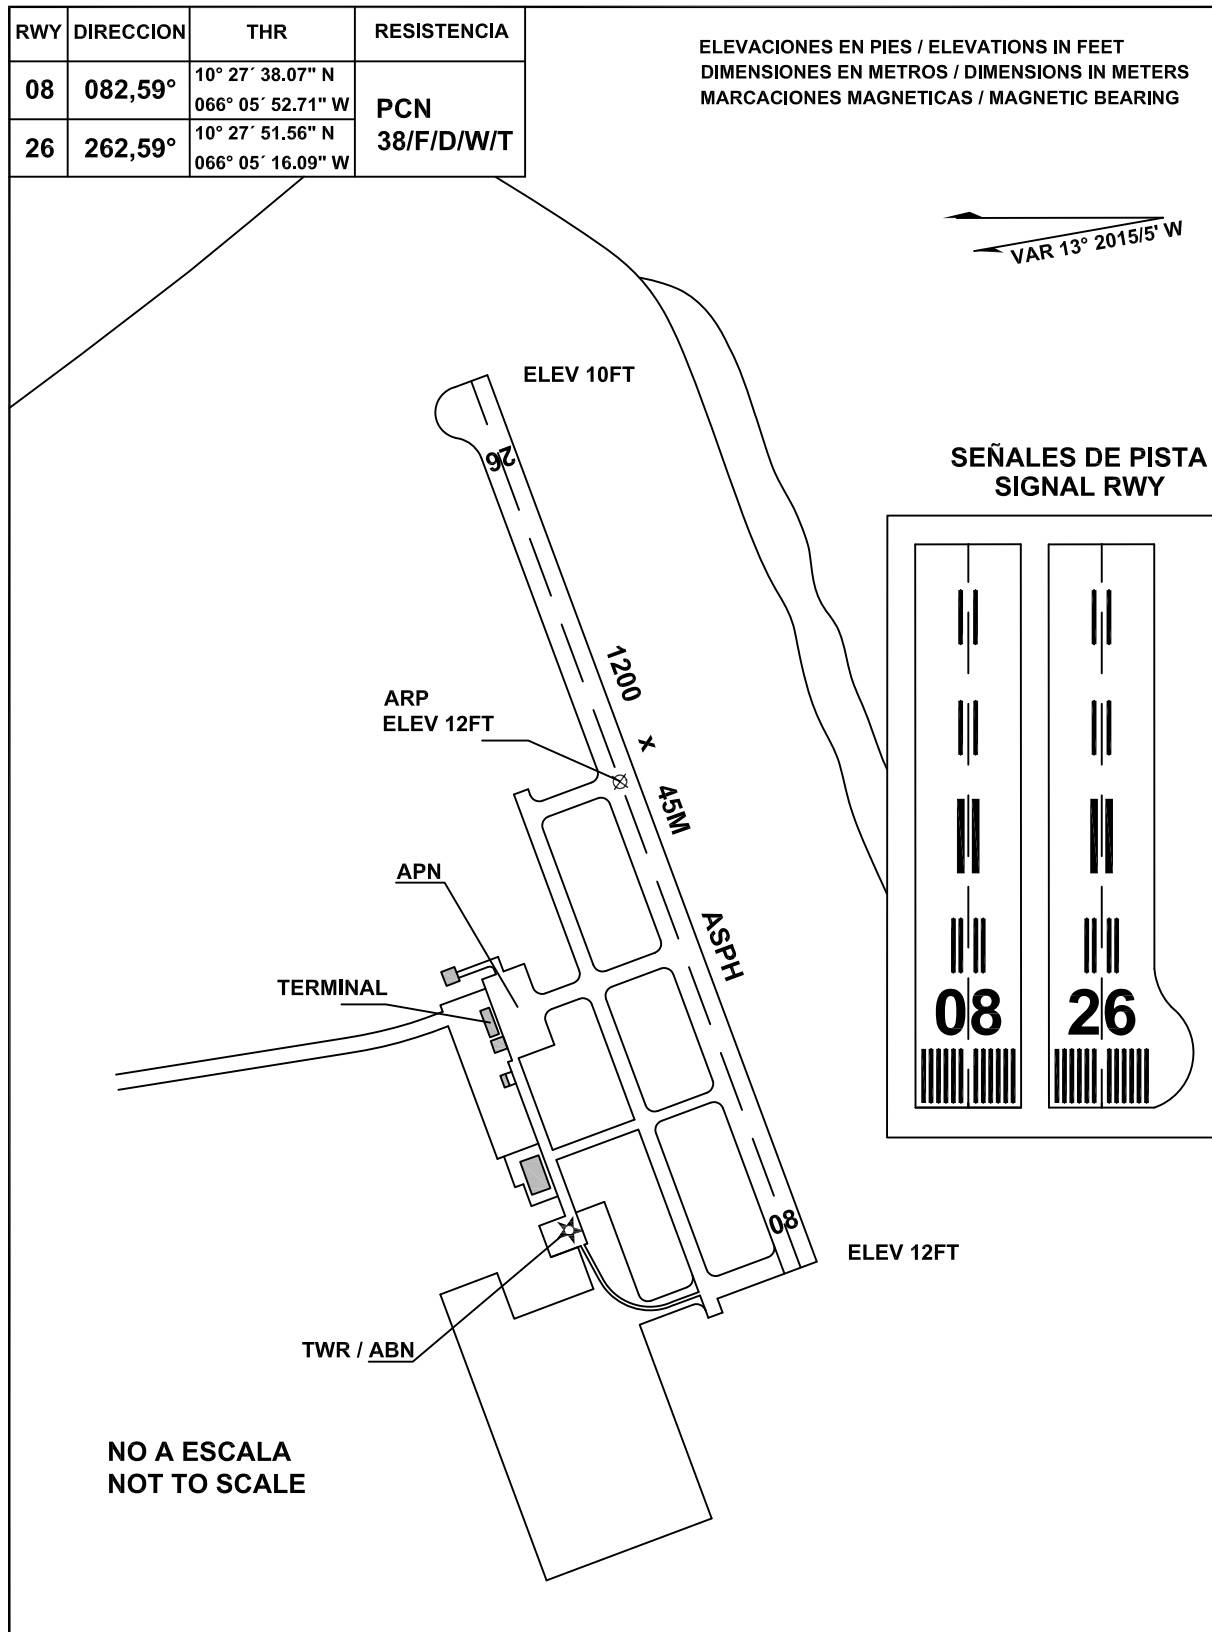 RWY DIRECCION THR RESISTENCIA
08 082,59° 10° 27´ 38.07" N
066° 05´ 52.71" W
26 262,59° 10° 27´ 51.56" N
066° 05´ 16.09" W
PCN
38/F/D/W/T
ELEVACIONES EN PIES / ELEVATIONS IN FEET
DIMENSIONES EN METROS / DIMENSIONS IN METERS
MARCACIONES MAGNETICAS / MAGNETIC BEARING
VAR 13° 2015/5' W
ELEV 10FT
26
SEÑALES DE PISTA
SIGNAL RWY
08 26
1200 x 45M ASPH
ARP
ELEV 12FT
APN
TERMINAL
08
ELEV 12FT
TWR / ABN
NO A ESCALA
NOT TO SCALE